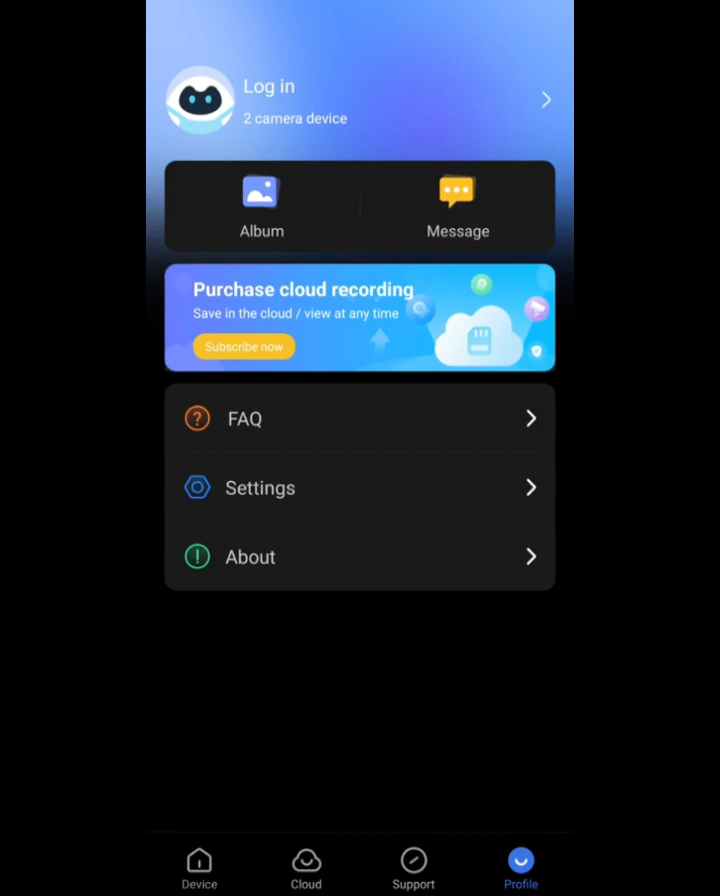 Log in
2 camera device
Album
Message
Purchase cloud recording
Save in the cloud / view at any time
Subscribe now
FAQ
Settings
About
Device
Cloud
Support
Profile